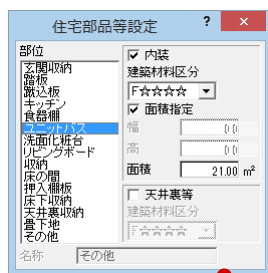 住宅部品等設定
部位
玄関収納
踏板
蹴込板
キッチン
食器棚
ユニットバス
洗面化粧台
リビングボード
収納
床の間
押入棚板
床下収納
天井裏収納
畳下地
その他
内装
建築材料区分
F☆☆☆☆
面積指定
幅 0.0
高 0.0
面積 21.00 m²
天井裏等
建築材料区分
F☆☆☆☆
名称 その他